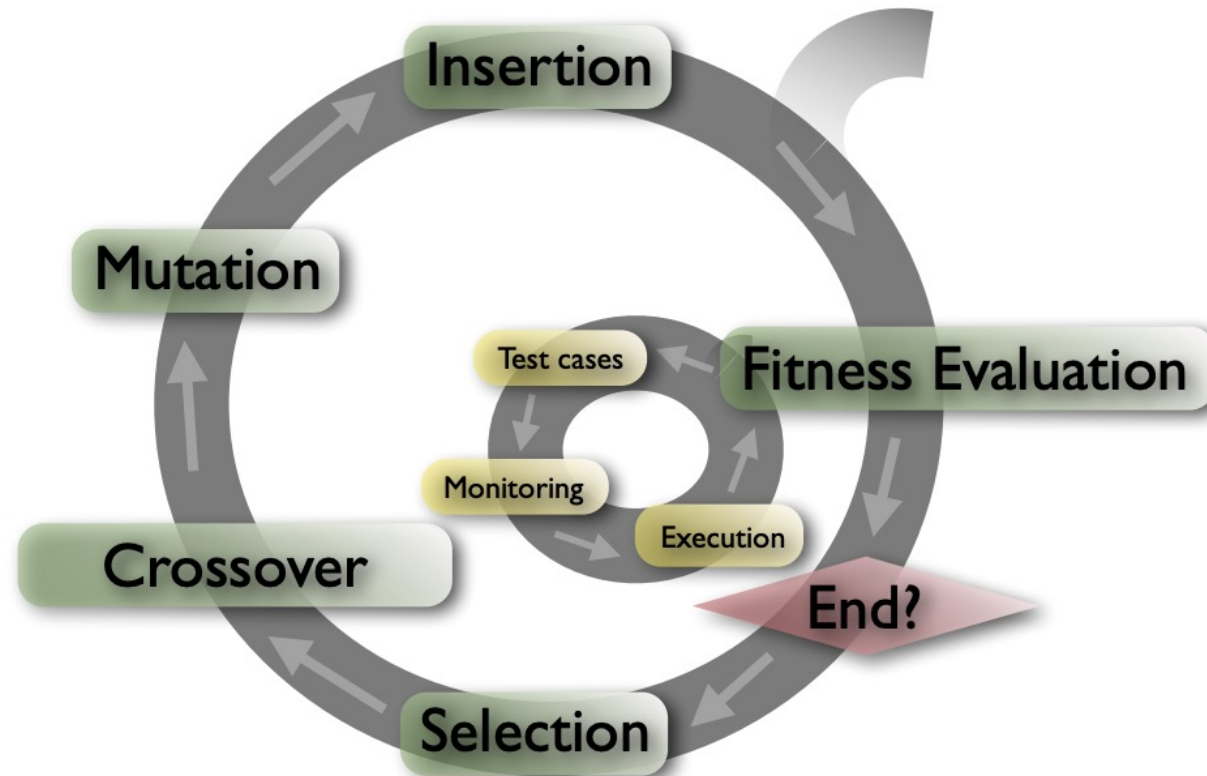 Insertion
Mutation
Test cases
Fitness Evaluation
Monitoring
Execution
Crossover
End?
Selection